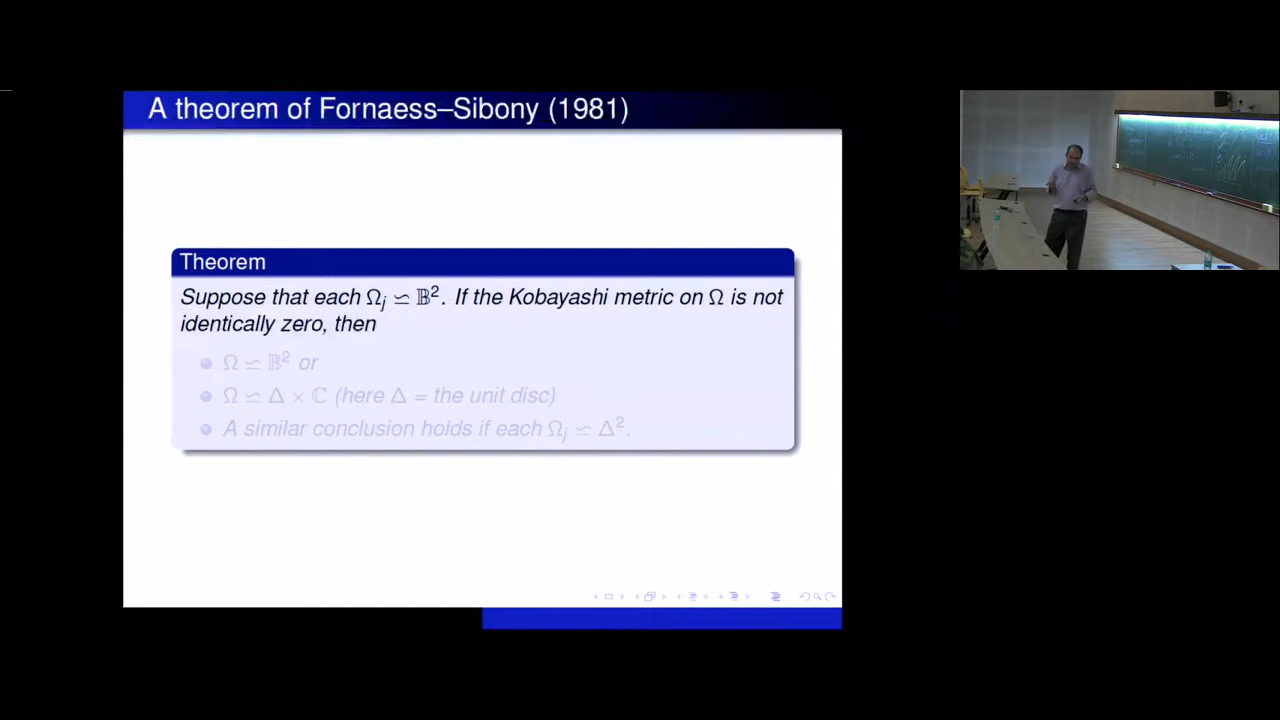 A theorem of Fornaess–Sibony (1981)
Theorem
Suppose that each Ωⱼ ≃ 𝔹². If the Kobayashi metric on Ω is not
identically zero, then
Ω ≃ 𝔹² or
Ω ≃ Δ × ℂ (here Δ = the unit disc)
A similar conclusion holds if each Ωⱼ ≃ Δ².